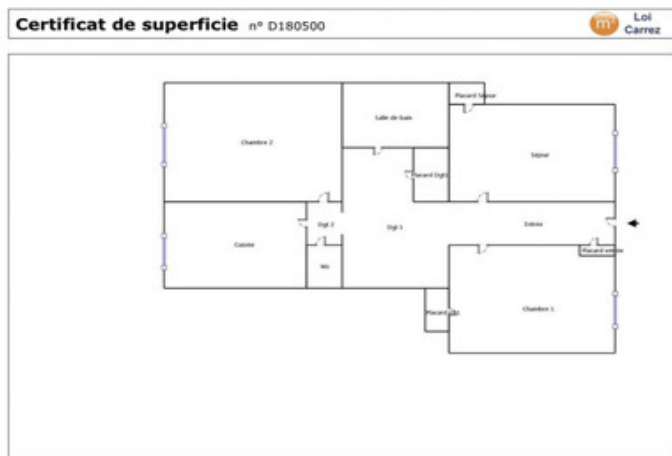 Certificat de superficie n° D180500
m²
Loi
Carrez
Placard Séjour
Salle de bain
Chambre 2
Séjour
Placard Dgt1
Dgt 2
Dgt 1
Entrée
Cuisine
Placard entrée
Wc
Placard
Chambre 1